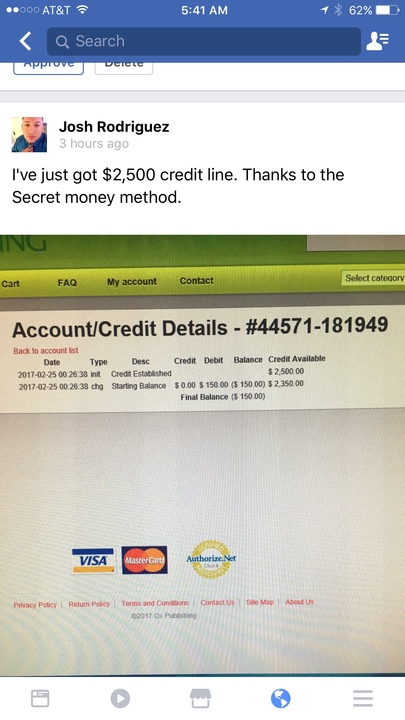 AT&T 5:41 AM 62%
Search
Approve Delete
Josh Rodriguez
3 hours ago
I've just got $2,500 credit line. Thanks to the
Secret money method.
ING
Cart FAQ My account Contact Select category
Account/Credit Details - #44571-181949
Back to account list
Date Type Desc Credit Debit Balance Credit Available
2017-02-25 00:26:38 init Credit Established $ 2,500.00
2017-02-25 00:26:38 chg Starting Balance $ 0.00 $ 150.00 ($ 150.00) $ 2,350.00
Final Balance ($ 150.00)
VISA MasterCard Authorize.Net
Click
Privacy Policy | Return Policy | Terms and Conditions | Contact Us | Site Map | About Us
©2017 Ox Publishing